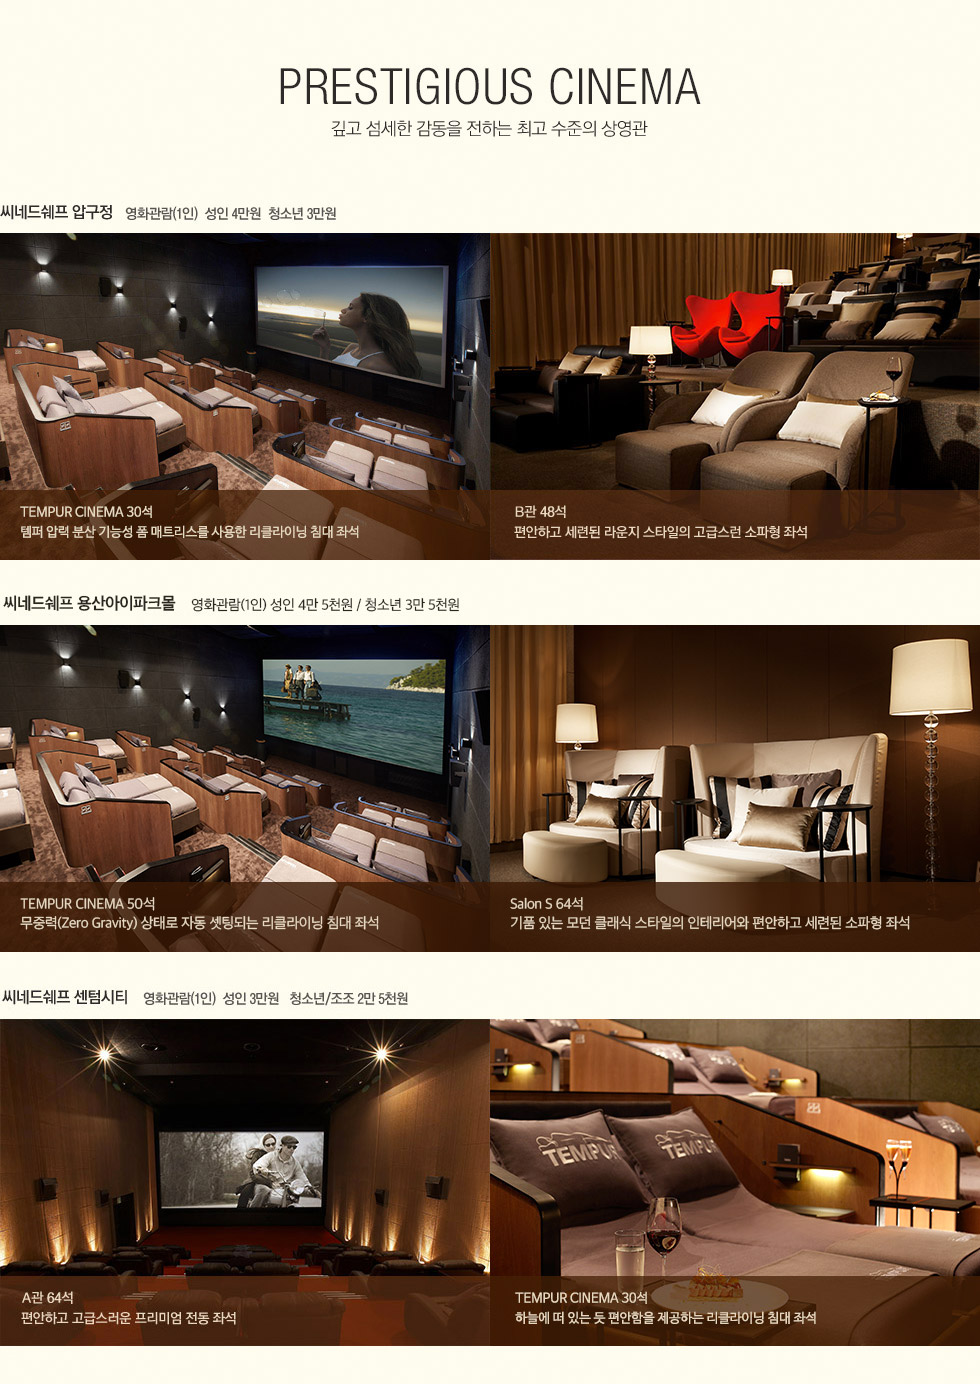 PRESTIGIOUS CINEMA
깊고 섬세한 감동을 전하는 최고 수준의 상영관
씨네드쉐프 압구정 영화관람(1인) 성인 4만원 청소년 3만원
TEMPUR CINEMA 30석
템퍼 압력 분산 기능성 폼 매트리스를 사용한 리클라이닝 침대 좌석
B관 48석
편안하고 세련된 라운지 스타일의 고급스런 소파형 좌석
씨네드쉐프 용산아이파크몰 영화관람(1인) 성인 4만 5천원 / 청소년 3만 5천원
TEMPUR CINEMA 50석
무중력(Zero Gravity) 상태로 자동 셋팅되는 리클라이닝 침대 좌석
Salon S 64석
기품 있는 모던 클래식 스타일의 인테리어와 편안하고 세련된 소파형 좌석
씨네드쉐프 센텀시티 영화관람(1인) 성인 3만원 청소년/조조 2만 5천원
TEMPUR TEMPUR
A관 64석
편안하고 고급스러운 프리미엄 전동 좌석
TEMPUR CINEMA 30석
하늘에 떠 있는 듯 편안함을 제공하는 리클라이닝 침대 좌석